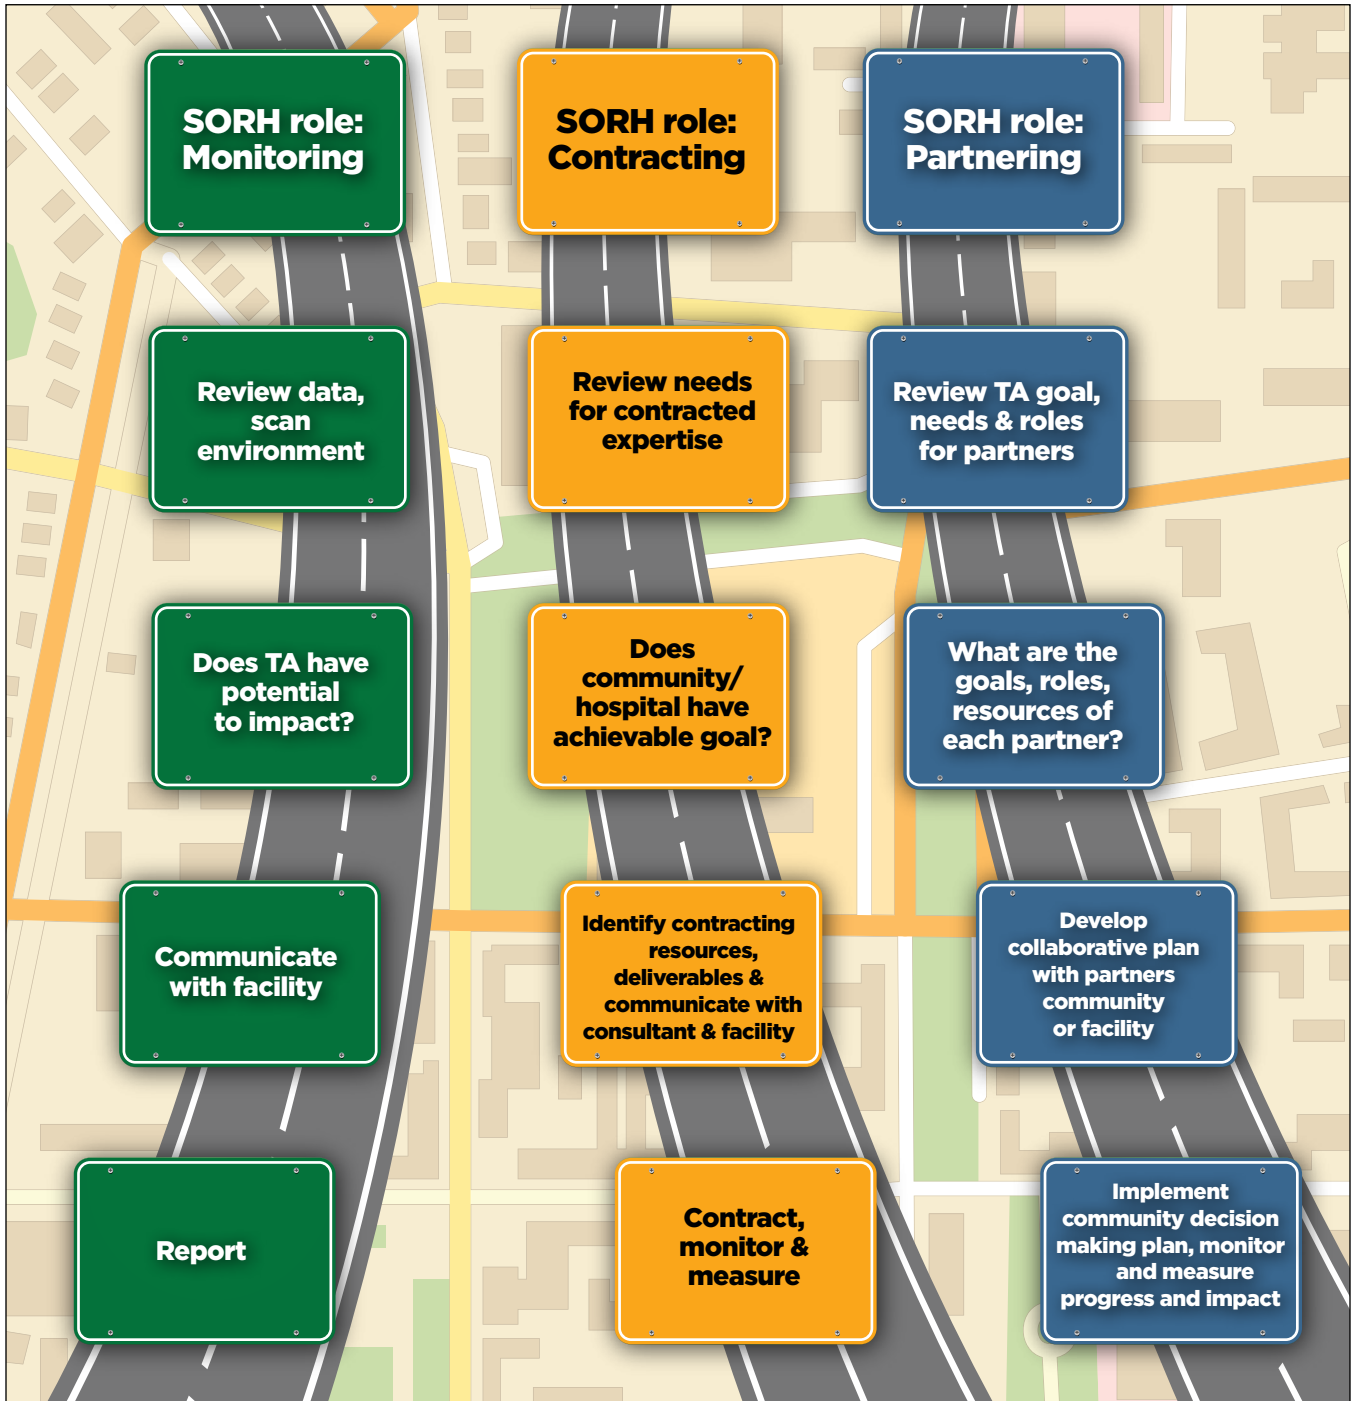 SORH role:
Monitoring
Review data,
scan
environment
Does TA have
potential
to impact?
Communicate
with facility
Report
SORH role:
Contracting
Review needs
for contracted
expertise
Does
community/
hospital have
achievable goal?
Identify contracting
resources,
deliverables &
communicate with
consultant & facility
Contract,
monitor &
measure
SORH role:
Partnering
Review TA goal,
needs & roles
for partners
What are the
goals, roles,
resources of
each partner?
Develop
collaborative plan
with partners
community
or facility
Implement
community decision
making plan, monitor
and measure
progress and impact